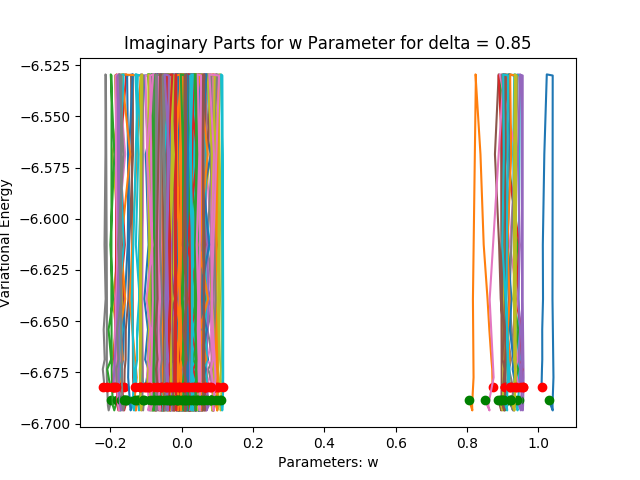 Imaginary Parts for w Parameter for delta = 0.85
Variational Energy
−6.525
−6.550
−6.575
−6.600
−6.625
−6.650
−6.675
−6.700
−0.2 0.0 0.2 0.4 0.6 0.8 1.0
Parameters: w